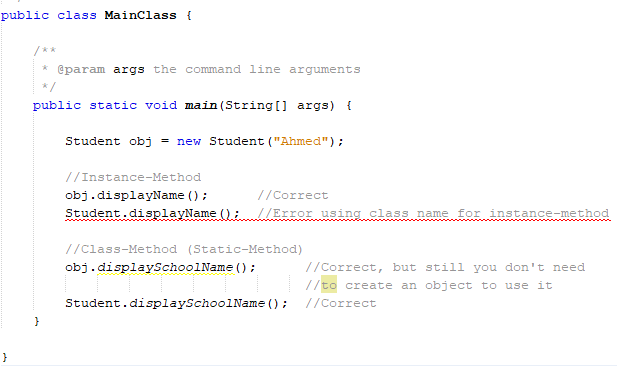 public class MainClass {
/**
* @param args the command line arguments
*/
public static void main(String[] args) {
Student obj = new Student("Ahmed");
//Instance-Method
obj.displayName();      //Correct
Student.displayName();  //Error using class name for instance-method
//Class-Method (Static-Method)
obj.displaySchoolName();      //Correct, but still you don't need
//to create an object to use it
Student.displaySchoolName();  //Correct
}
}